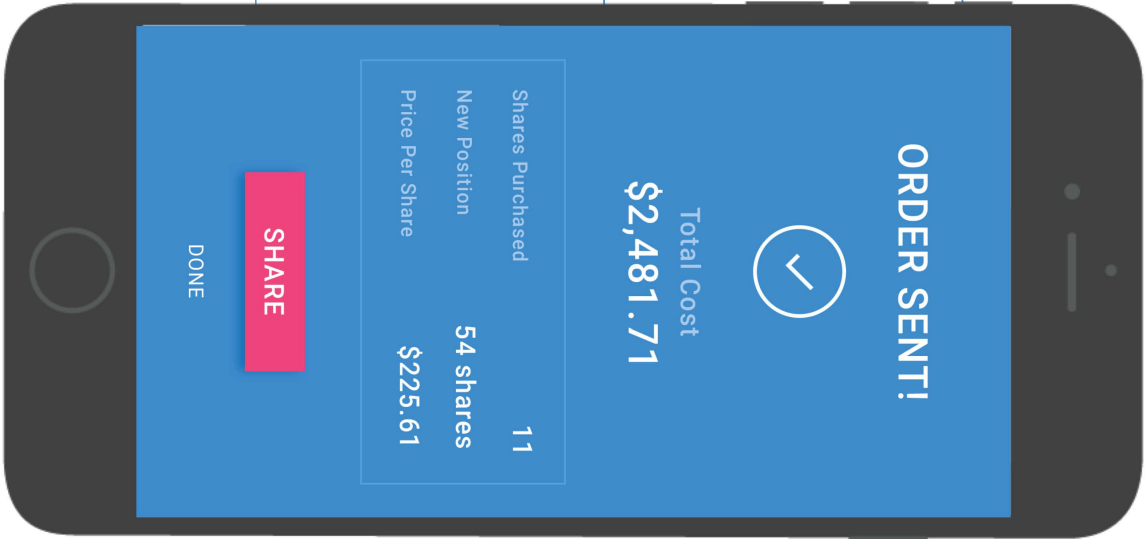 ORDER SENT!
Total Cost
$2,481.71
Shares Purchased 11
New Position 54 shares
Price Per Share $225.61
SHARE
DONE